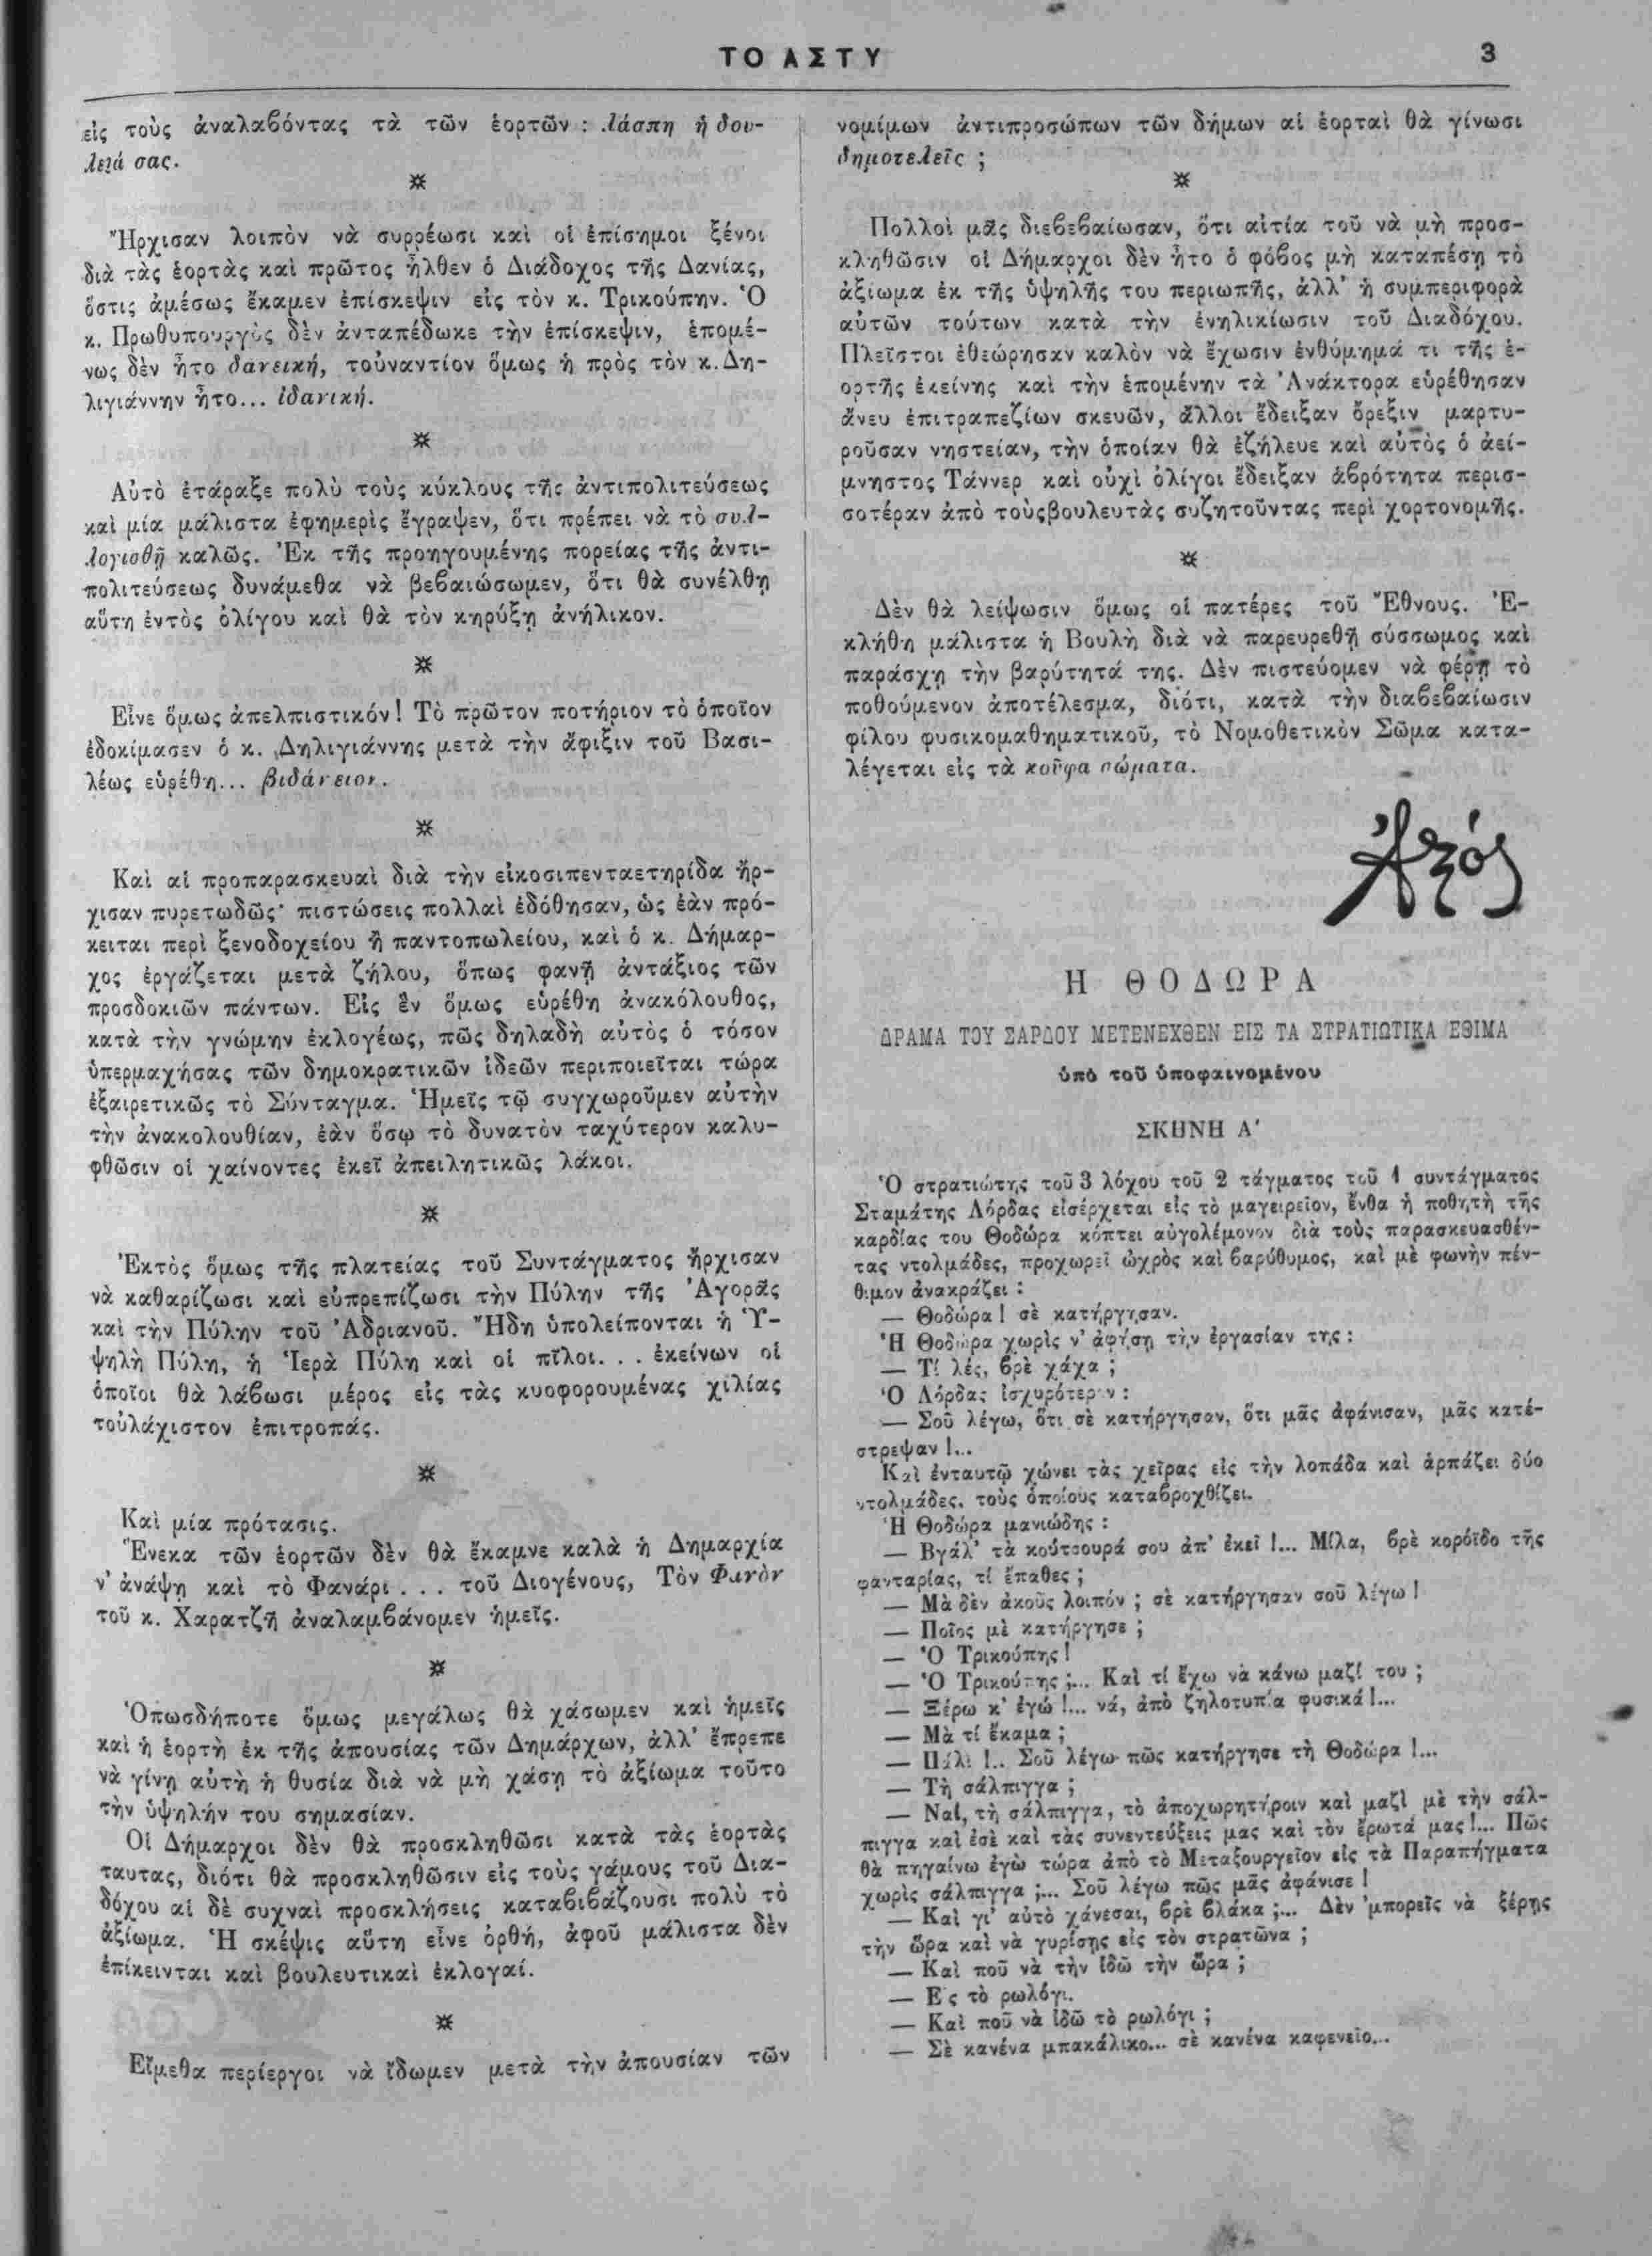 ΤΟ ΑΣΤΥ
3
εἰς τοὺς ἀναλαβόντας τὰ τῶν ἑορτῶν : λάσπη ἡ δου-
λειά σας.
Ἤρχισαν λοιπὸν νὰ συρρέωσι καὶ οἱ ἐπίσημοι ξένοι
διὰ τὰς ἑορτὰς καὶ πρῶτος ἦλθεν ὁ Διάδοχος τῆς Δανίας,
ὅστις ἀμέσως ἔκαμεν ἐπίσκεψιν εἰς τὸν κ. Τρικούπην. Ὁ
κ. Πρωθυπουργὸς δὲν ἀνταπέδωκε τὴν ἐπίσκεψιν, ἑπομέ-
νως δὲν ἦτο δανεική, τοὐναντίον ὅμως ἡ πρὸς τὸν κ. Δη-
λιγιάννην ἦτο... ἰδανική.
Αὐτὸ ἐτάραξε πολὺ τοὺς κύκλους τῆς ἀντιπολιτεύσεως
καὶ μία μάλιστα ἐφημερὶς ἔγραψεν, ὅτι πρέπει νὰ τὸ συλ-
λογισθῇ καλῶς. Ἐκ τῆς προηγουμένης πορείας τῆς ἀντι-
πολιτεύσεως δυνάμεθα νὰ βεβαιώσωμεν, ὅτι θὰ συνέλθῃ
αὕτη ἐντὸς ὀλίγου καὶ θὰ τὸν κηρύξῃ ἀνήλικον.
Εἶνε ὅμως ἀπελπιστικόν! Τὸ πρῶτον ποτήριον τὸ ὁποῖον
ἐδοκίμασεν ὁ κ. Δηλιγιάννης μετὰ τὴν ἄφιξιν τοῦ Βασι-
λέως εὑρέθη... βιδάνειον.
Καὶ αἱ προπαρασκευαὶ διὰ τὴν εἰκοσιπενταετηρίδα ἤρ-
χισαν πυρετωδῶς· πιστώσεις πολλαὶ ἐδόθησαν, ὡς ἐὰν πρό-
κειται περὶ ξενοδοχείου ἢ παντοπωλείου, καὶ ὁ κ. Δήμαρ-
χος ἐργάζεται μετὰ ζήλου, ὅπως φανῇ ἀντάξιος τῶν
προσδοκιῶν πάντων. Εἰς ἓν ὅμως εὑρέθη ἀνακόλουθος,
κατὰ τὴν γνώμην ἐκλογέως, πῶς δηλαδὴ αὐτὸς ὁ τόσον
ὑπερμαχήσας τῶν δημοκρατικῶν ἰδεῶν περιποιεῖται τώρα
ἐξαιρετικῶς τὸ Σύνταγμα. Ἡμεῖς τῷ συγχωροῦμεν αὐτὴν
τὴν ἀνακολουθίαν, ἐὰν ὅσῳ τὸ δυνατὸν ταχύτερον καλυ-
φθῶσιν οἱ χαίνοντες ἐκεῖ ἀπειλητικῶς λάκοι.
Ἐκτὸς ὅμως τῆς πλατείας τοῦ Συντάγματος ἤρχισαν
νὰ καθαρίζωσι καὶ εὐπρεπίζωσι τὴν Πύλην τῆς Ἀγορᾶς
καὶ τὴν Πύλην τοῦ Ἀδριανοῦ. Ἤδη ὑπολείπονται ἡ Ὑ-
ψηλὴ Πύλη, ἡ Ἱερὰ Πύλη καὶ οἱ πῖλοι... ἐκείνων οἱ
ὁποῖοι θὰ λάβωσι μέρος εἰς τὰς κυοφορουμένας χιλίας
τοὐλάχιστον ἐπιτροπάς.
Καὶ μία πρότασις.
Ἕνεκα τῶν ἑορτῶν δὲν θὰ ἔκαμνε καλὰ ἡ Δημαρχία
ν' ἀνάψῃ καὶ τὸ Φανάρι... τοῦ Διογένους, Τὸν Φανὸν
τοῦ κ. Χαρατζῆ ἀναλαμβάνομεν ἡμεῖς.
Ὁπωσδήποτε ὅμως μεγάλως θὰ χάσωμεν καὶ ἡμεῖς
καὶ ἡ ἑορτὴ ἐκ τῆς ἀπουσίας τῶν Δημάρχων, ἀλλ' ἔπρεπε
νὰ γίνῃ αὐτὴ ἡ θυσία διὰ νὰ μὴ χάσῃ τὸ ἀξίωμα τοῦτο
τὴν ὑψηλήν του σημασίαν.
Οἱ Δήμαρχοι δὲν θὰ προσκληθῶσι κατὰ τὰς ἑορτὰς
ταυτας, διότι θὰ προσκληθῶσιν εἰς τοὺς γάμους τοῦ Δια-
δόχου αἱ δὲ συχναὶ προσκλήσεις καταβιβάζουσι πολὺ τὸ
ἀξίωμα. Ἡ σκέψις αὕτη εἶνε ὀρθή, ἀφοῦ μάλιστα δὲν
ἐπίκεινται καὶ βουλευτικαὶ ἐκλογαί.
Εἴμεθα περίεργοι νὰ ἴδωμεν μετὰ τὴν ἀπουσίαν τῶν
νομίμων ἀντιπροσώπων τῶν δήμων αἱ ἑορταὶ θὰ γίνωσι
δημοτελεῖς ;
Πολλοὶ μᾶς διεβεβαίωσαν, ὅτι αἰτία τοῦ νὰ μὴ προσ-
κληθῶσιν οἱ Δήμαρχοι δὲν ἦτο ὁ φόβος μὴ καταπέσῃ τὸ
ἀξίωμα ἐκ τῆς ὑψηλῆς του περιωπῆς, ἀλλ' ἡ συμπεριφορὰ
αὐτῶν τούτων κατὰ τὴν ἐνηλικίωσιν τοῦ Διαδόχου.
Πλεῖστοι ἐθεώρησαν καλὸν νὰ ἔχωσιν ἐνθύμημά τι τῆς ἑ-
ορτῆς ἐκείνης καὶ τὴν ἑπομένην τὰ Ἀνάκτορα εὑρέθησαν
ἄνευ ἐπιτραπεζίων σκευῶν, ἄλλοι ἔδειξαν ὄρεξιν μαρτυ-
ροῦσαν νηστείαν, τὴν ὁποίαν θὰ ἐζήλευε καὶ αὐτὸς ὁ ἀεί-
μνηστος Τάννερ καὶ οὐχὶ ὀλίγοι ἔδειξαν ἁβρότητα περισ-
σοτέραν ἀπὸ τοὺςβουλευτὰς συζητοῦντας περὶ χορτονομῆς.
Δὲν θὰ λείψωσιν ὅμως οἱ πατέρες τοῦ Ἔθνους. Ἐ-
κλήθη μάλιστα ἡ Βουλὴ διὰ νὰ παρευρεθῇ σύσσωμος καὶ
παράσχῃ τὴν βαρύτητά της. Δὲν πιστεύομεν νὰ φέρῃ τὸ
ποθούμενον ἀποτέλεσμα, διότι, κατὰ τὴν διαβεβαίωσιν
φίλου φυσικομαθηματικοῦ, τὸ Νομοθετικὸν Σῶμα κατα-
λέγεται εἰς τὰ κοῦφα σώματα.
Η ΘΟΔΩΡΑ
ΔΡΑΜΑ ΤΟΥ ΣΑΡΔΟΥ ΜΕΤΕΝΕΧΘΕΝ ΕΙΣ ΤΑ ΣΤΡΑΤΙΩΤΙΚΑ ΕΘΙΜΑ
ὑπὸ τοῦ ὑποφαινομένου
ΣΚΗΝΗ Α'
Ὁ στρατιώτης τοῦ 3 λόχου τοῦ 2 τάγματος τοῦ 1 συντάγματος
Σταμάτης Λόρδας εἰσέρχεται εἰς τὸ μαγειρεῖον, ἔνθα ἡ ποθητὴ τῆς
καρδίας του Θοδώρα κόπτει αὐγολέμονον διὰ τοὺς παρασκευασθέν-
τας ντολμάδες, προχωρεῖ ὠχρὸς καὶ βαρύθυμος, καὶ μὲ φωνὴν πέν-
θιμον ἀνακράζει :
— Θοδώρα! σὲ κατήργησαν.
Ἡ Θοδώρα χωρὶς ν' ἀφήσῃ τὴν ἐργασίαν της :
— Τί λές, βρὲ χάχα ;
Ὁ Λόρδας ἰσχυρότερον :
— Σοῦ λέγω, ὅτι σὲ κατήργησαν, ὅτι μᾶς ἀφάνισαν, μᾶς κατέ-
στρεψαν!...
Καὶ ἐνταυτῷ χώνει τὰς χεῖρας εἰς τὴν λοπάδα καὶ ἁρπάζει δύο
ντολμάδες, τοὺς ὁποίους καταβροχθίζει.
Ἡ Θοδώρα μανιώδης :
— Βγάλ' τὰ κούτσουρά σου ἀπ' ἐκεῖ!... Μίλα, βρὲ κορόϊδο τῆς
φανταρίας, τί ἔπαθες ;
— Μὰ δὲν ἀκοῦς λοιπόν ; σὲ κατήργησαν σοῦ λέγω!
— Ποῖος μὲ κατήργησε ;
— Ὁ Τρικούπης!
— Ὁ Τρικούπης ;... Καὶ τί ἔχω νὰ κάνω μαζί του ;
— Ξέρω κ' ἐγώ!... νά, ἀπὸ ζηλοτυπία φυσικά!...
— Μὰ τί ἔκαμα ;
— Πάλι!.. Σοῦ λέγω πῶς κατήργησε τὴ Θοδώρα!...
— Τὴ σάλπιγγα ;
— Ναί, τὴ σάλπιγγα, τὸ ἀποχωρητήροιν καὶ μαζὶ μὲ τὴν σάλ-
πιγγα καὶ ἐσὲ καὶ τὰς συνεντεύξεις μας καὶ τὸν ἔρωτά μας!... Πῶς
θὰ πηγαίνω ἐγὼ τώρα ἀπὸ τὸ Μεταξουργεῖον εἰς τὰ Παραπήγματα
χωρὶς σάλπιγγα ;... Σοῦ λέγω πῶς μᾶς ἀφάνισε!
— Καὶ γι' αὐτὸ χάνεσαι, βρὲ βλάκα ;... Δὲν 'μπορεῖς νὰ ξέρῃς
τὴν ὥρα καὶ νὰ γυρίσῃς εἰς τὸν στρατῶνα ;
— Καὶ ποῦ νὰ τὴν ἰδῶ τὴν ὥρα ;
— Εἰς τὸ ρωλόγι.
— Καὶ ποῦ νὰ ἰδῶ τὸ ρωλόγι ;
— Σὲ κανένα μπακάλικο... σὲ κανένα καφενεῖο...